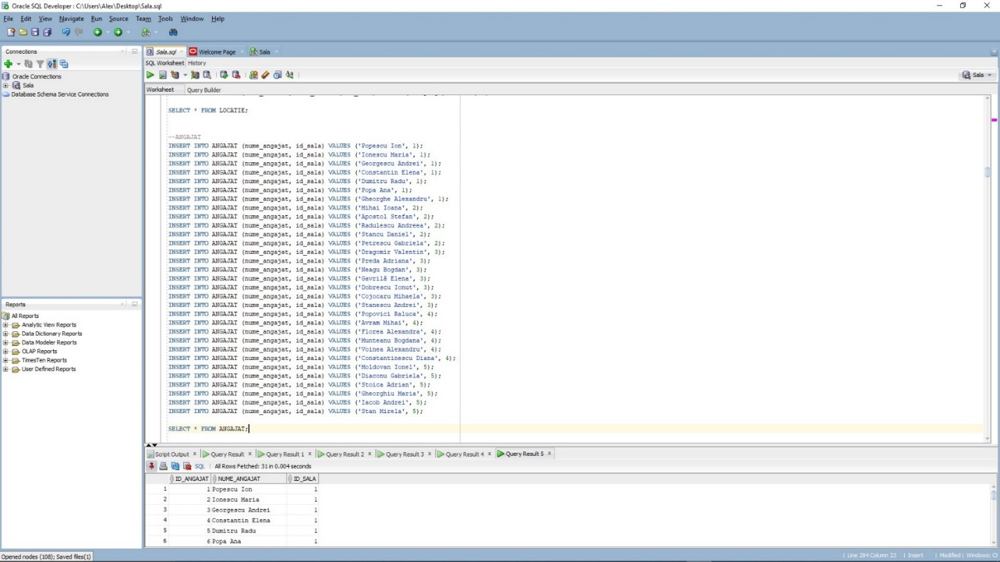 Oracle SQL Developer : C:\Users\Alex\Desktop\Sala.sql
File Edit View Navigate Run Source Team Tools Window Help
Connections
Oracle Connections
Sala
Database Schema Service Connections
Reports
All Reports
Analytic View Reports
Data Dictionary Reports
Data Modeler Reports
OLAP Reports
TimesTen Reports
User Defined Reports
Sala.sql Welcome Page Sala
SQL Worksheet History
Sala
Worksheet Query Builder
SELECT * FROM LOCATIE;
--ANGAJAT
INSERT INTO ANGAJAT (nume_angajat, id_sala) VALUES ('Popescu Ion', 1);
INSERT INTO ANGAJAT (nume_angajat, id_sala) VALUES ('Ionescu Maria', 1);
INSERT INTO ANGAJAT (nume_angajat, id_sala) VALUES ('Georgescu Andrei', 1);
INSERT INTO ANGAJAT (nume_angajat, id_sala) VALUES ('Constantin Elena', 1);
INSERT INTO ANGAJAT (nume_angajat, id_sala) VALUES ('Dumitru Radu', 1);
INSERT INTO ANGAJAT (nume_angajat, id_sala) VALUES ('Popa Ana', 1);
INSERT INTO ANGAJAT (nume_angajat, id_sala) VALUES ('Gheorghe Alexandru', 1);
INSERT INTO ANGAJAT (nume_angajat, id_sala) VALUES ('Mihai Ioana', 2);
INSERT INTO ANGAJAT (nume_angajat, id_sala) VALUES ('Apostol Stefan', 2);
INSERT INTO ANGAJAT (nume_angajat, id_sala) VALUES ('Radulescu Andreea', 2);
INSERT INTO ANGAJAT (nume_angajat, id_sala) VALUES ('Stancu Daniel', 2);
INSERT INTO ANGAJAT (nume_angajat, id_sala) VALUES ('Petrescu Gabriela', 2);
INSERT INTO ANGAJAT (nume_angajat, id_sala) VALUES ('Dragomir Valentin', 3);
INSERT INTO ANGAJAT (nume_angajat, id_sala) VALUES ('Preda Adriana', 3);
INSERT INTO ANGAJAT (nume_angajat, id_sala) VALUES ('Neagu Bogdan', 3);
INSERT INTO ANGAJAT (nume_angajat, id_sala) VALUES ('Gavrilă Elena', 3);
INSERT INTO ANGAJAT (nume_angajat, id_sala) VALUES ('Dobrescu Ionut', 3);
INSERT INTO ANGAJAT (nume_angajat, id_sala) VALUES ('Cojocaru Mihaela', 3);
INSERT INTO ANGAJAT (nume_angajat, id_sala) VALUES ('Stanescu Andrei', 3);
INSERT INTO ANGAJAT (nume_angajat, id_sala) VALUES ('Popovici Raluca', 4);
INSERT INTO ANGAJAT (nume_angajat, id_sala) VALUES ('Avram Mihai', 4);
INSERT INTO ANGAJAT (nume_angajat, id_sala) VALUES ('Florea Alexandra', 4);
INSERT INTO ANGAJAT (nume_angajat, id_sala) VALUES ('Munteanu Bogdana', 4);
INSERT INTO ANGAJAT (nume_angajat, id_sala) VALUES ('Voinea Alexandru', 4);
INSERT INTO ANGAJAT (nume_angajat, id_sala) VALUES ('Constantinescu Diana', 4);
INSERT INTO ANGAJAT (nume_angajat, id_sala) VALUES ('Moldovan Ionel', 5);
INSERT INTO ANGAJAT (nume_angajat, id_sala) VALUES ('Diaconu Gabriela', 5);
INSERT INTO ANGAJAT (nume_angajat, id_sala) VALUES ('Stoica Adrian', 5);
INSERT INTO ANGAJAT (nume_angajat, id_sala) VALUES ('Gheorghiu Maria', 5);
INSERT INTO ANGAJAT (nume_angajat, id_sala) VALUES ('Iacob Andrei', 5);
INSERT INTO ANGAJAT (nume_angajat, id_sala) VALUES ('Stan Mirela', 5);
SELECT * FROM ANGAJAT;
Script Output Query Result Query Result 1 Query Result 2 Query Result 3 Query Result 4 Query Result 5
SQL All Rows Fetched: 31 in 0.004 seconds
ID_ANGAJAT NUME_ANGAJAT ID_SALA
1 1 Popescu Ion 1
2 2 Ionescu Maria 1
3 3 Georgescu Andrei 1
4 4 Constantin Elena 1
5 5 Dumitru Radu 1
6 6 Popa Ana 1
Opened nodes (108); Saved files(1)
Line 284 Column 23 Insert Modified Windows: Cl